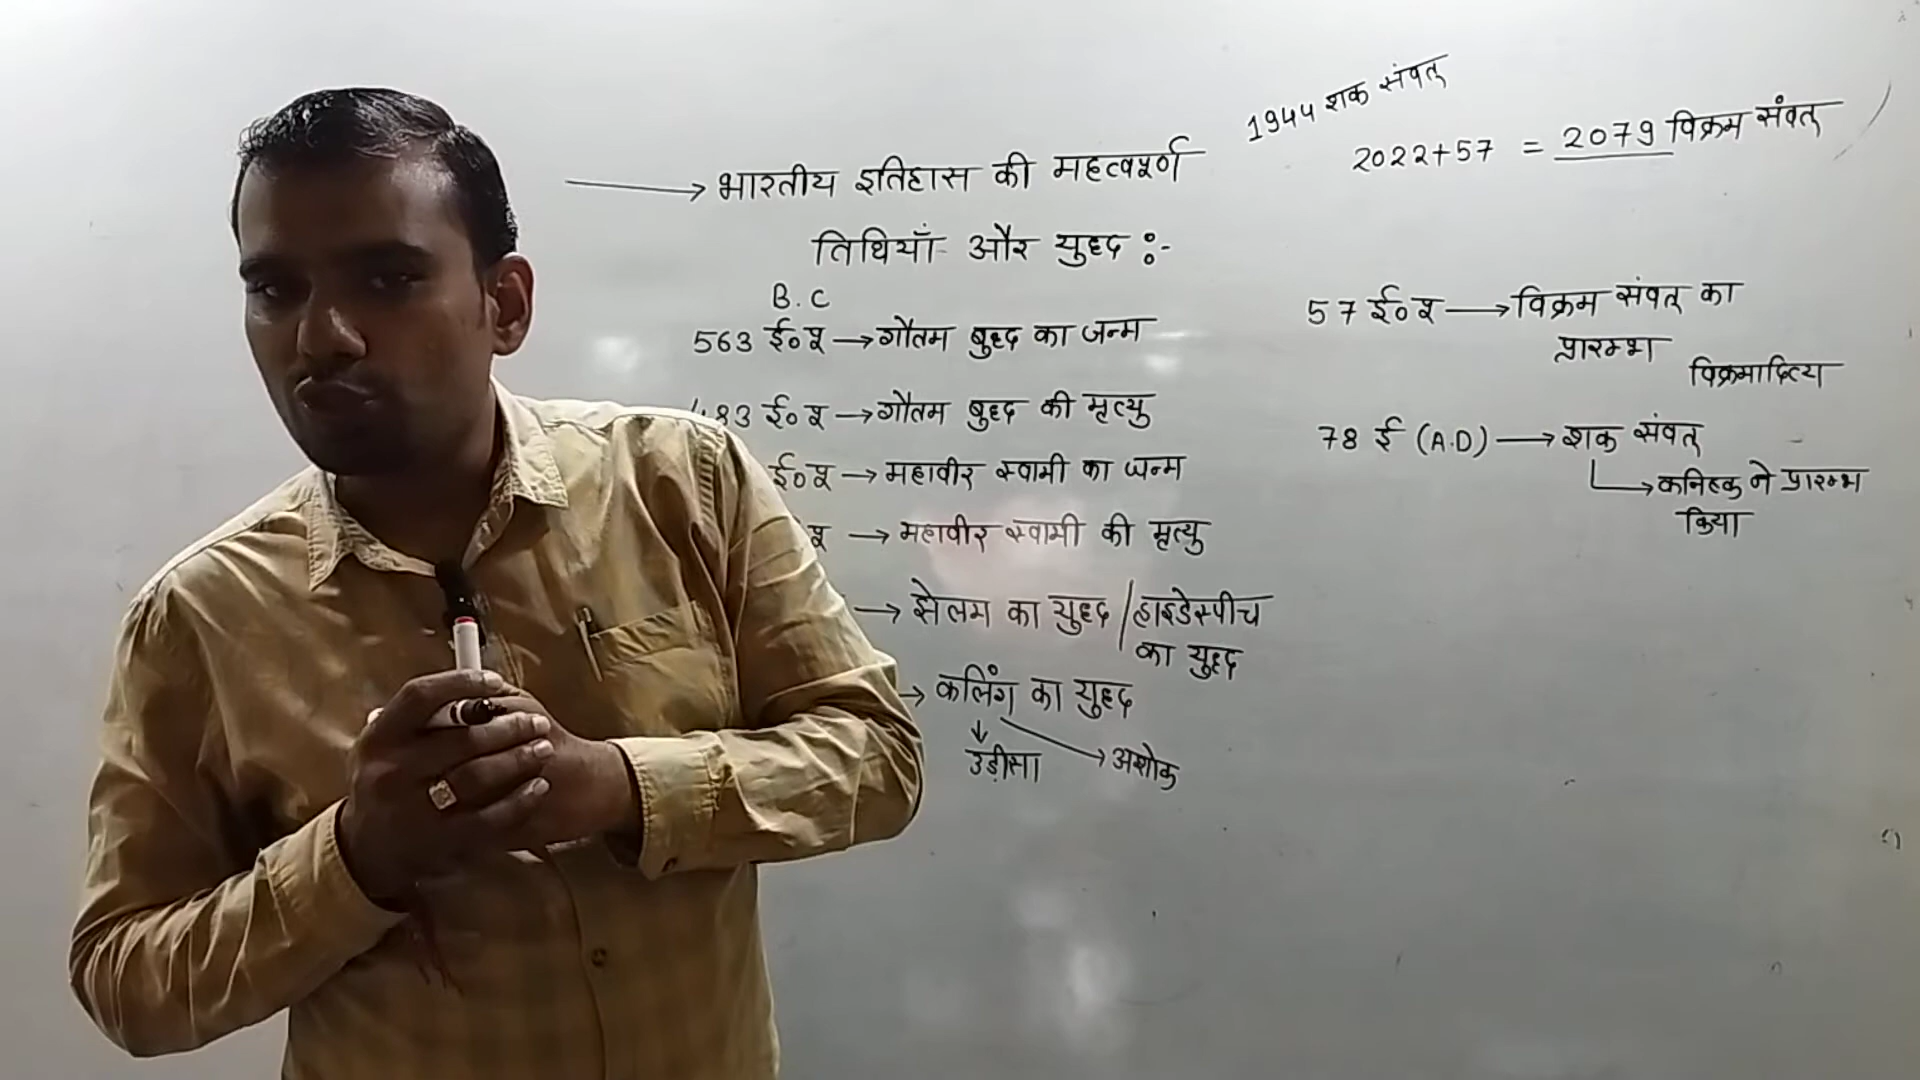 1944 शक संवत्
2022+57 = 2079 विक्रम संवत्
→ भारतीय इतिहास की महत्वपूर्ण
तिथियाँ और युद्ध :-
B.C
563 ई०पू → गौतम बुद्ध का जन्म
83 ई०पू → गौतम बुद्ध की मृत्यु
ई०पू → महावीर स्वामी का जन्म
पू → महावीर स्वामी की मृत्यु
→ झेलम का युद्ध / हाइडेस्पीच
का युद्ध
→ कलिंग का युद्ध
↓
उड़ीसा → अशोक
57 ई०पू → विक्रम संवत् का
प्रारम्भ
विक्रमादित्य
78 ई (A.D) → शक संवत्
→ कनिष्क ने प्रारम्भ
किया